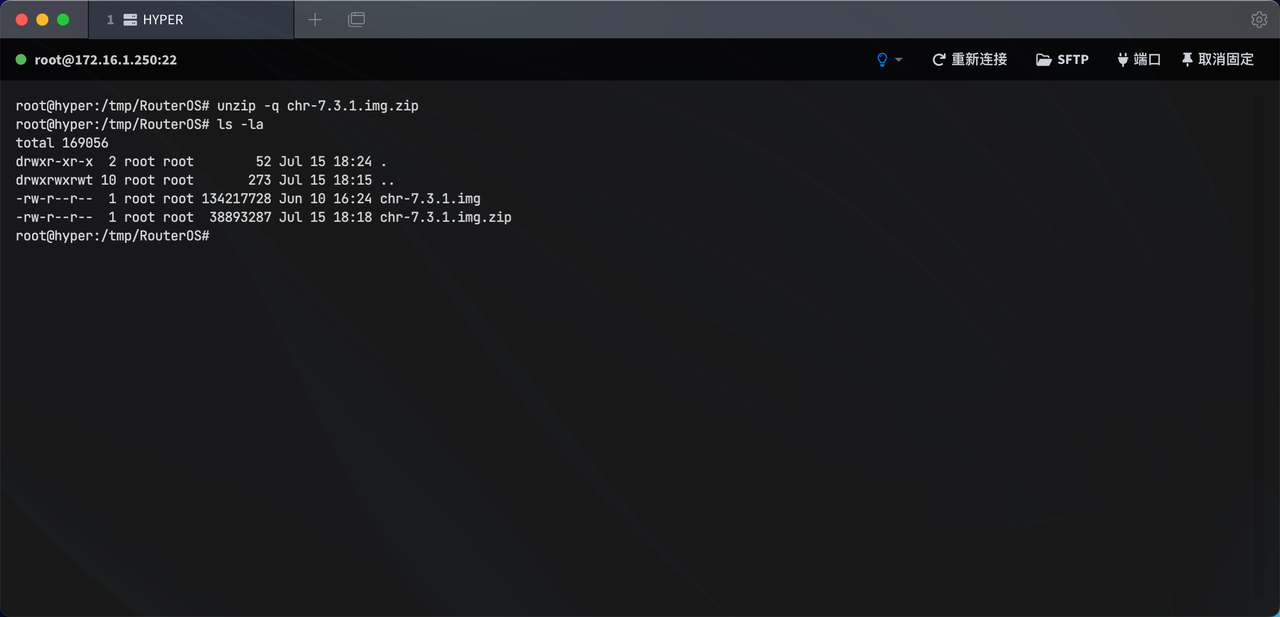 1 HYPER
root@172.16.1.250:22 重新连接 SFTP 端口 取消固定
root@hyper:/tmp/RouterOS# unzip -q chr-7.3.1.img.zip
root@hyper:/tmp/RouterOS# ls -la
total 169056
drwxr-xr-x  2 root root        52 Jul 15 18:24 .
drwxrwxrwt 10 root root       273 Jul 15 18:15 ..
-rw-r--r--  1 root root 134217728 Jun 10 16:24 chr-7.3.1.img
-rw-r--r--  1 root root  38893287 Jul 15 18:18 chr-7.3.1.img.zip
root@hyper:/tmp/RouterOS#